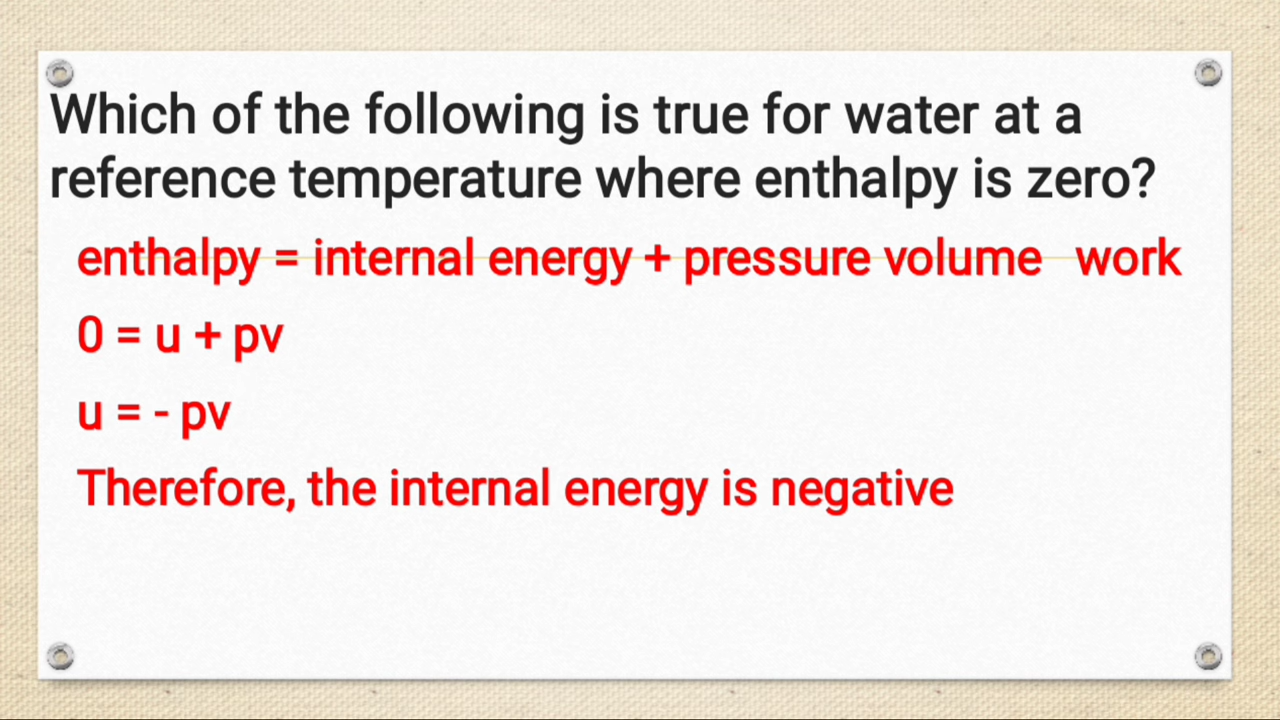 Which of the following is true for water at a
reference temperature where enthalpy is zero?
enthalpy = internal energy + pressure volume work
0 = u + pv
u = - pv
Therefore, the internal energy is negative